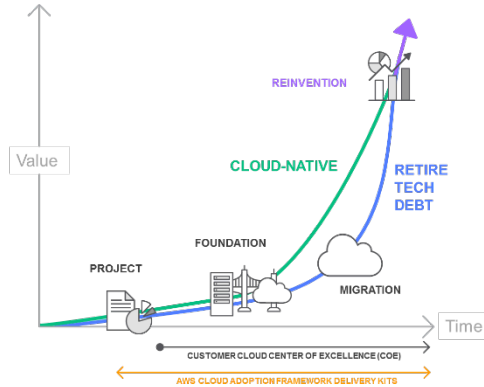 REINVENTION
Value
CLOUD-NATIVE
RETIRE
TECH
DEBT
FOUNDATION
PROJECT
MIGRATION
Time
CUSTOMER CLOUD CENTER OF EXCELLENCE (COE)
AWS CLOUD ADOPTION FRAMEWORK DELIVERY KITS